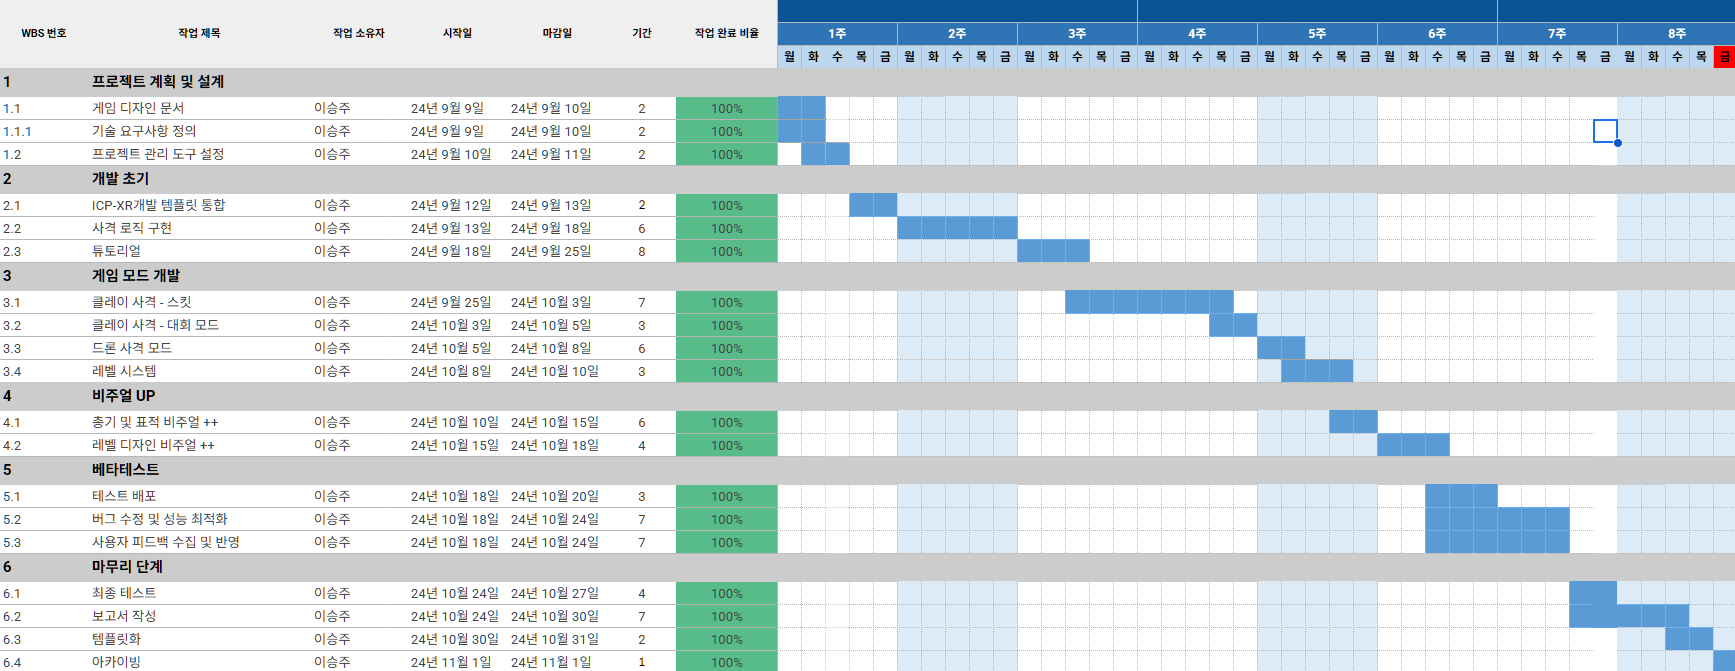 WBS 번호 작업 제목 작업 소유자 시작일 마감일 기간 작업 완료 비율 1주 2주 3주 4주 5주 6주 7주 8주
월 화 수 목 금 월 화 수 목 금 월 화 수 목 금 월 화 수 목 금 월 화 수 목 금 월 화 수 목 금 월 화 수 목 금 월 화 수 목 금
1 프로젝트 계획 및 설계
1.1 게임 디자인 문서 이승주 24년 9월 9일 24년 9월 10일 2 100%
1.1.1 기술 요구사항 정의 이승주 24년 9월 9일 24년 9월 10일 2 100%
1.2 프로젝트 관리 도구 설정 이승주 24년 9월 10일 24년 9월 11일 2 100%
2 개발 초기
2.1 ICP-XR개발 템플릿 통합 이승주 24년 9월 12일 24년 9월 13일 2 100%
2.2 사격 로직 구현 이승주 24년 9월 13일 24년 9월 18일 6 100%
2.3 튜토리얼 이승주 24년 9월 18일 24년 9월 25일 8 100%
3 게임 모드 개발
3.1 클레이 사격 - 스킷 이승주 24년 9월 25일 24년 10월 3일 7 100%
3.2 클레이 사격 - 대회 모드 이승주 24년 10월 3일 24년 10월 5일 3 100%
3.3 드론 사격 모드 이승주 24년 10월 5일 24년 10월 8일 6 100%
3.4 레벨 시스템 이승주 24년 10월 8일 24년 10월 10일 3 100%
4 비주얼 UP
4.1 총기 및 표적 비주얼 ++ 이승주 24년 10월 10일 24년 10월 15일 6 100%
4.2 레벨 디자인 비주얼 ++ 이승주 24년 10월 15일 24년 10월 18일 4 100%
5 베타테스트
5.1 테스트 배포 이승주 24년 10월 18일 24년 10월 20일 3 100%
5.2 버그 수정 및 성능 최적화 이승주 24년 10월 18일 24년 10월 24일 7 100%
5.3 사용자 피드백 수집 및 반영 이승주 24년 10월 18일 24년 10월 24일 7 100%
6 마무리 단계
6.1 최종 테스트 이승주 24년 10월 24일 24년 10월 27일 4 100%
6.2 보고서 작성 이승주 24년 10월 24일 24년 10월 30일 7 100%
6.3 템플릿화 이승주 24년 10월 30일 24년 10월 31일 2 100%
6.4 아카이빙 이승주 24년 11월 1일 24년 11월 1일 1 100%